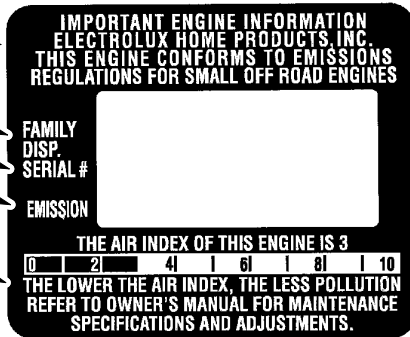 IMPORTANT ENGINE INFORMATION
ELECTROLUX HOME PRODUCTS, INC.
THIS ENGINE CONFORMS TO EMISSIONS
REGULATIONS FOR SMALL OFF ROAD ENGINES
FAMILY
DISP.
SERIAL #
EMISSION
THE AIR INDEX OF THIS ENGINE IS 3
0 2 4 6 8 10
THE LOWER THE AIR INDEX, THE LESS POLLUTION
REFER TO OWNER'S MANUAL FOR MAINTENANCE
SPECIFICATIONS AND ADJUSTMENTS.